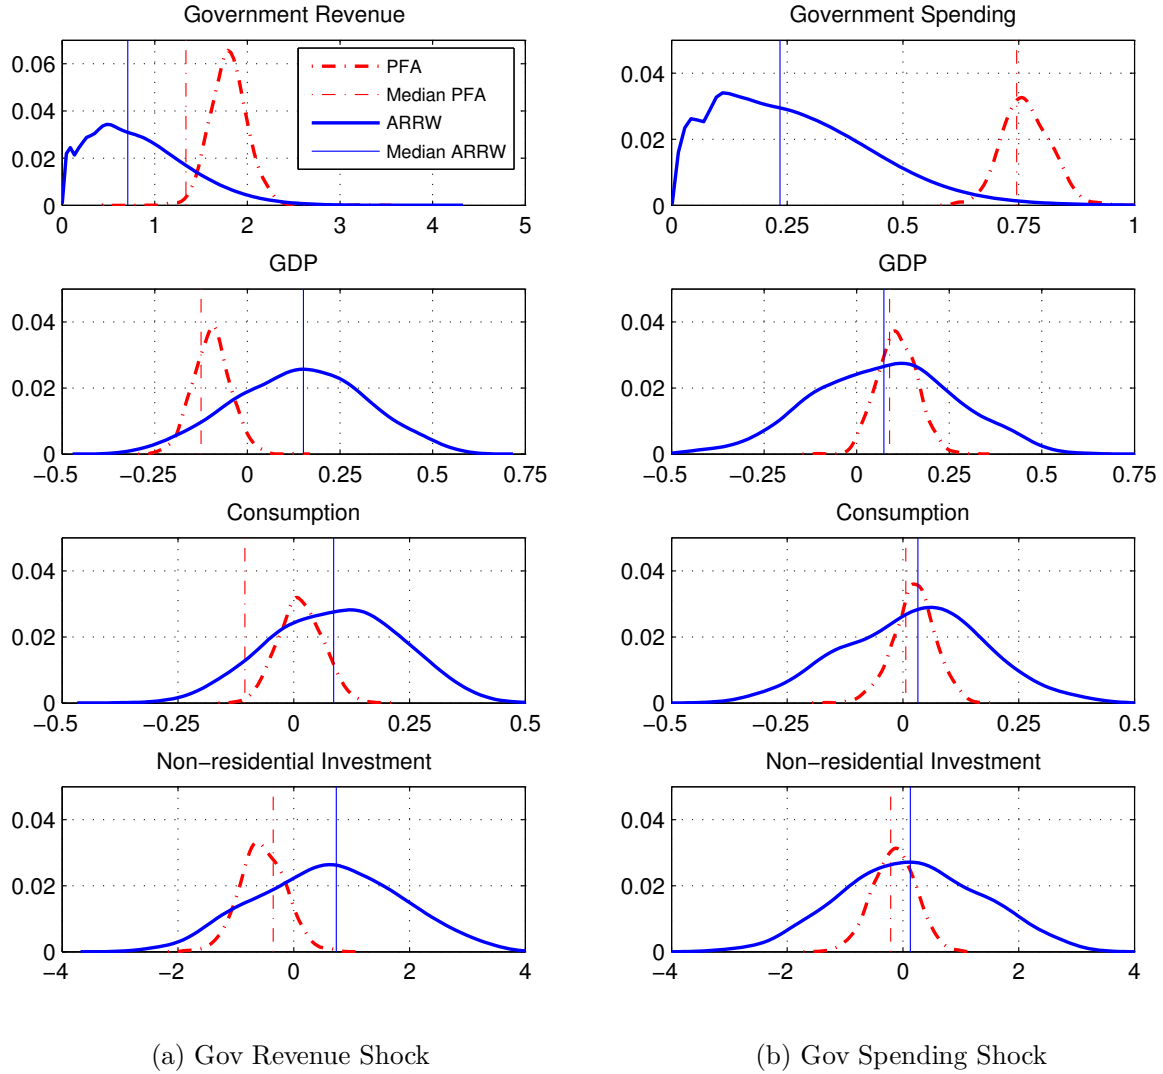 Government Revenue
0.06
0.04
0.02
0
0 1 2 3 4 5
PFA
Median PFA
ARRW
Median ARRW
Government Spending
0.04
0.02
0
0 0.25 0.5 0.75 1
GDP
0.04
0.02
0
−0.5 −0.25 0 0.25 0.5 0.75
GDP
0.04
0.02
0
−0.5 −0.25 0 0.25 0.5 0.75
Consumption
0.04
0.02
0
−0.5 −0.25 0 0.25 0.5
Consumption
0.04
0.02
0
−0.5 −0.25 0 0.25 0.5
Non−residential Investment
0.04
0.02
0
−4 −2 0 2 4
Non−residential Investment
0.04
0.02
0
−4 −2 0 2 4
(a) Gov Revenue Shock
(b) Gov Spending Shock